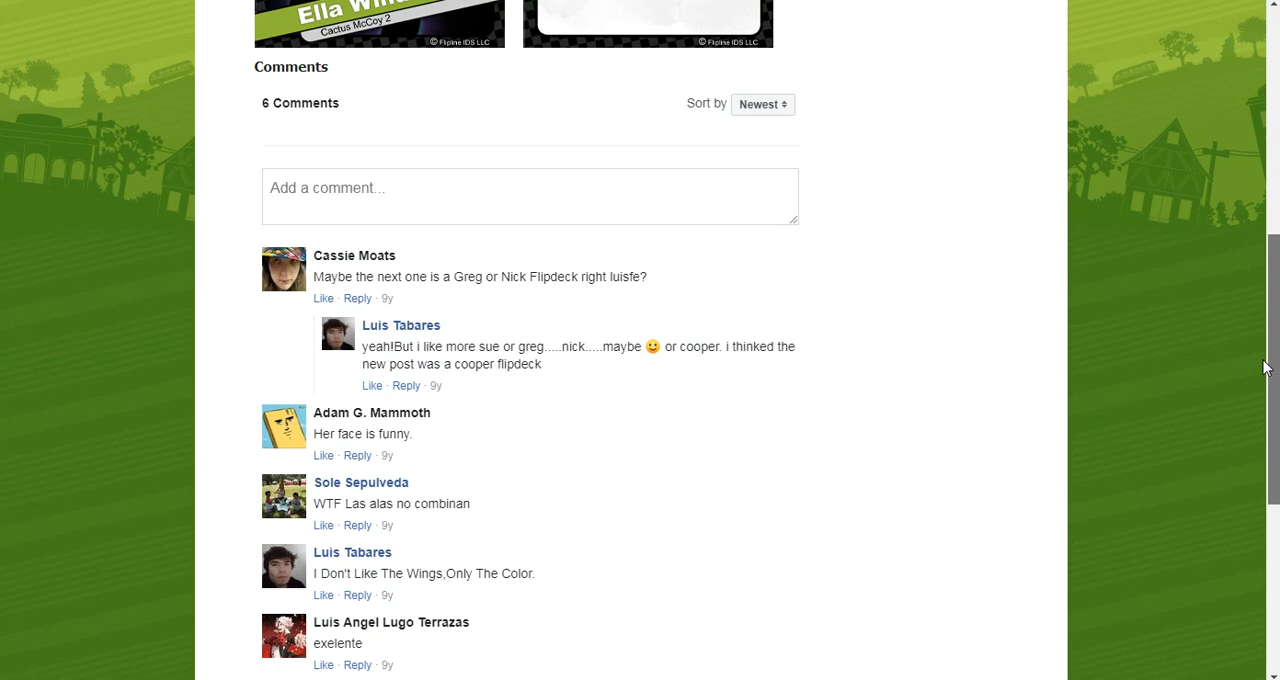 Ella
Cactus McCoy 2
© Flipline IDS LLC
© Flipline IDS LLC
Comments
6 Comments
Sort by Newest
Add a comment...
Cassie Moats
Maybe the next one is a Greg or Nick Flipdeck right luisfe?
Like · Reply · 9y
Luis Tabares
yeah!But i like more sue or greg.....nick.....maybe 🙂 or cooper. i thinked the
new post was a cooper flipdeck
Like · Reply · 9y
Adam G. Mammoth
Her face is funny.
Like · Reply · 9y
Sole Sepulveda
WTF Las alas no combinan
Like · Reply · 9y
Luis Tabares
I Don't Like The Wings,Only The Color.
Like · Reply · 9y
Luis Angel Lugo Terrazas
exelente
Like · Reply · 9y